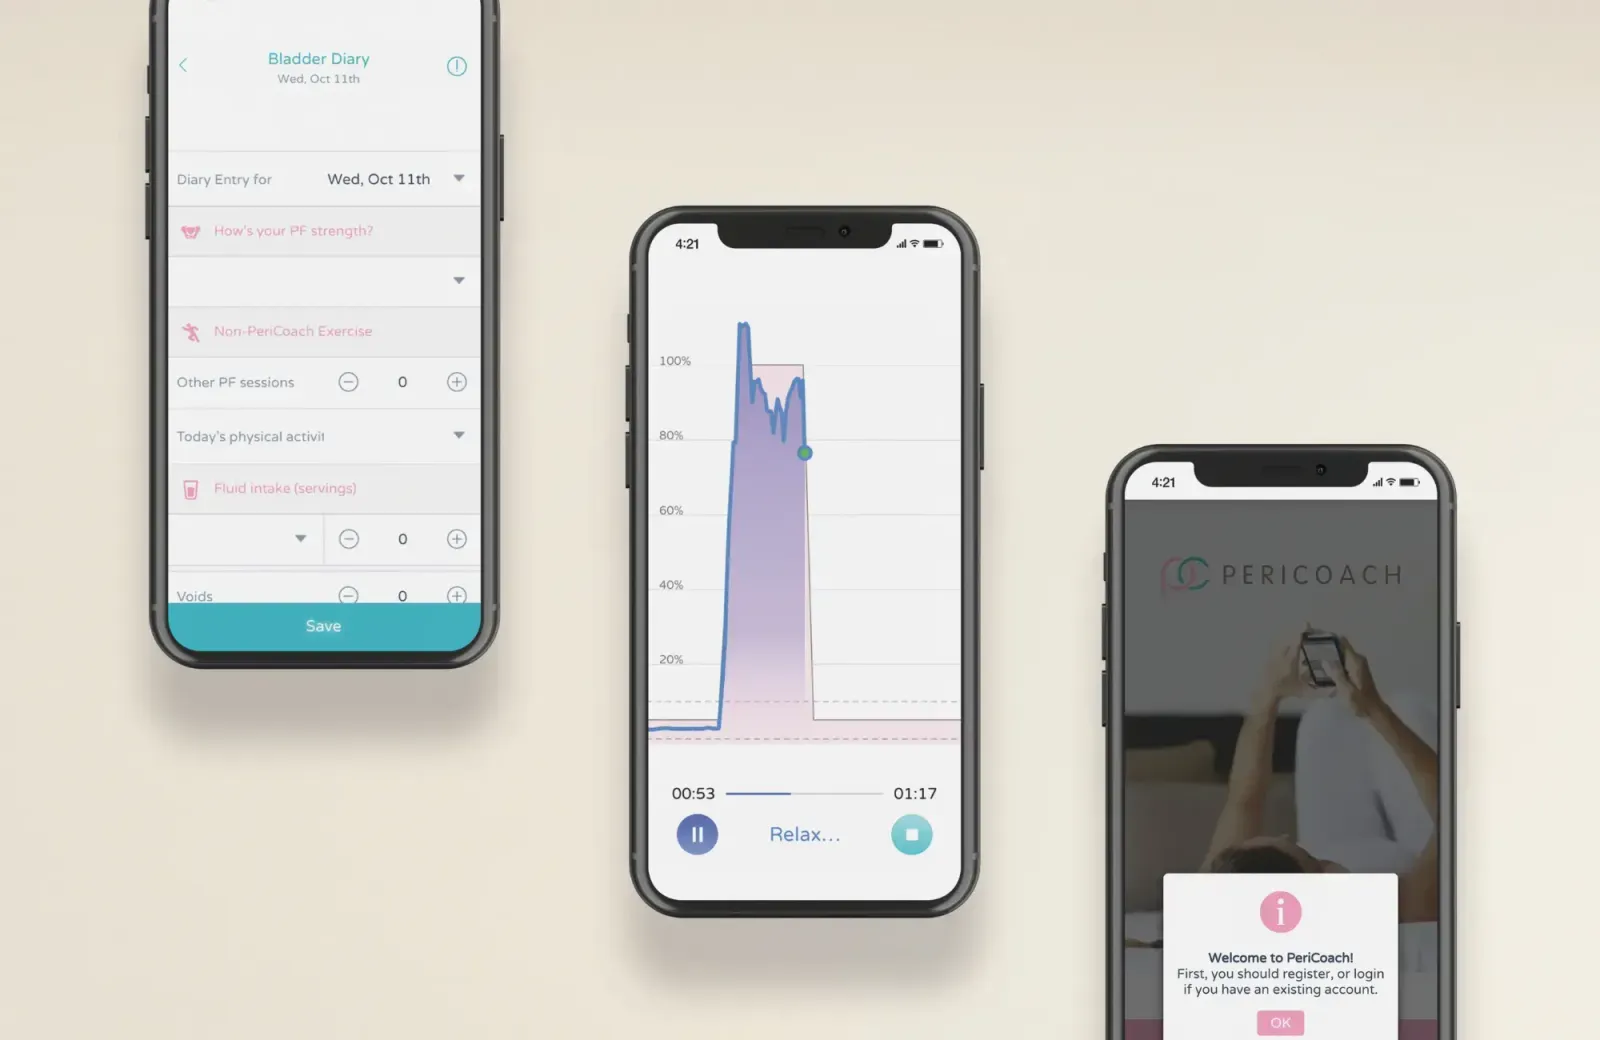 Bladder Diary
Wed, Oct 11th
Diary Entry for Wed, Oct 11th
How's your PF strength?
Non-PeriCoach Exercise
Other PF sessions 0
Today's physical activit
Fluid intake (servings)
0
Voids 0
Save
4:21
100%
80%
60%
40%
20%
00:53 01:17
Relax...
4:21
PERICOACH
Welcome to PeriCoach!
First, you should register, or login
if you have an existing account.
OK